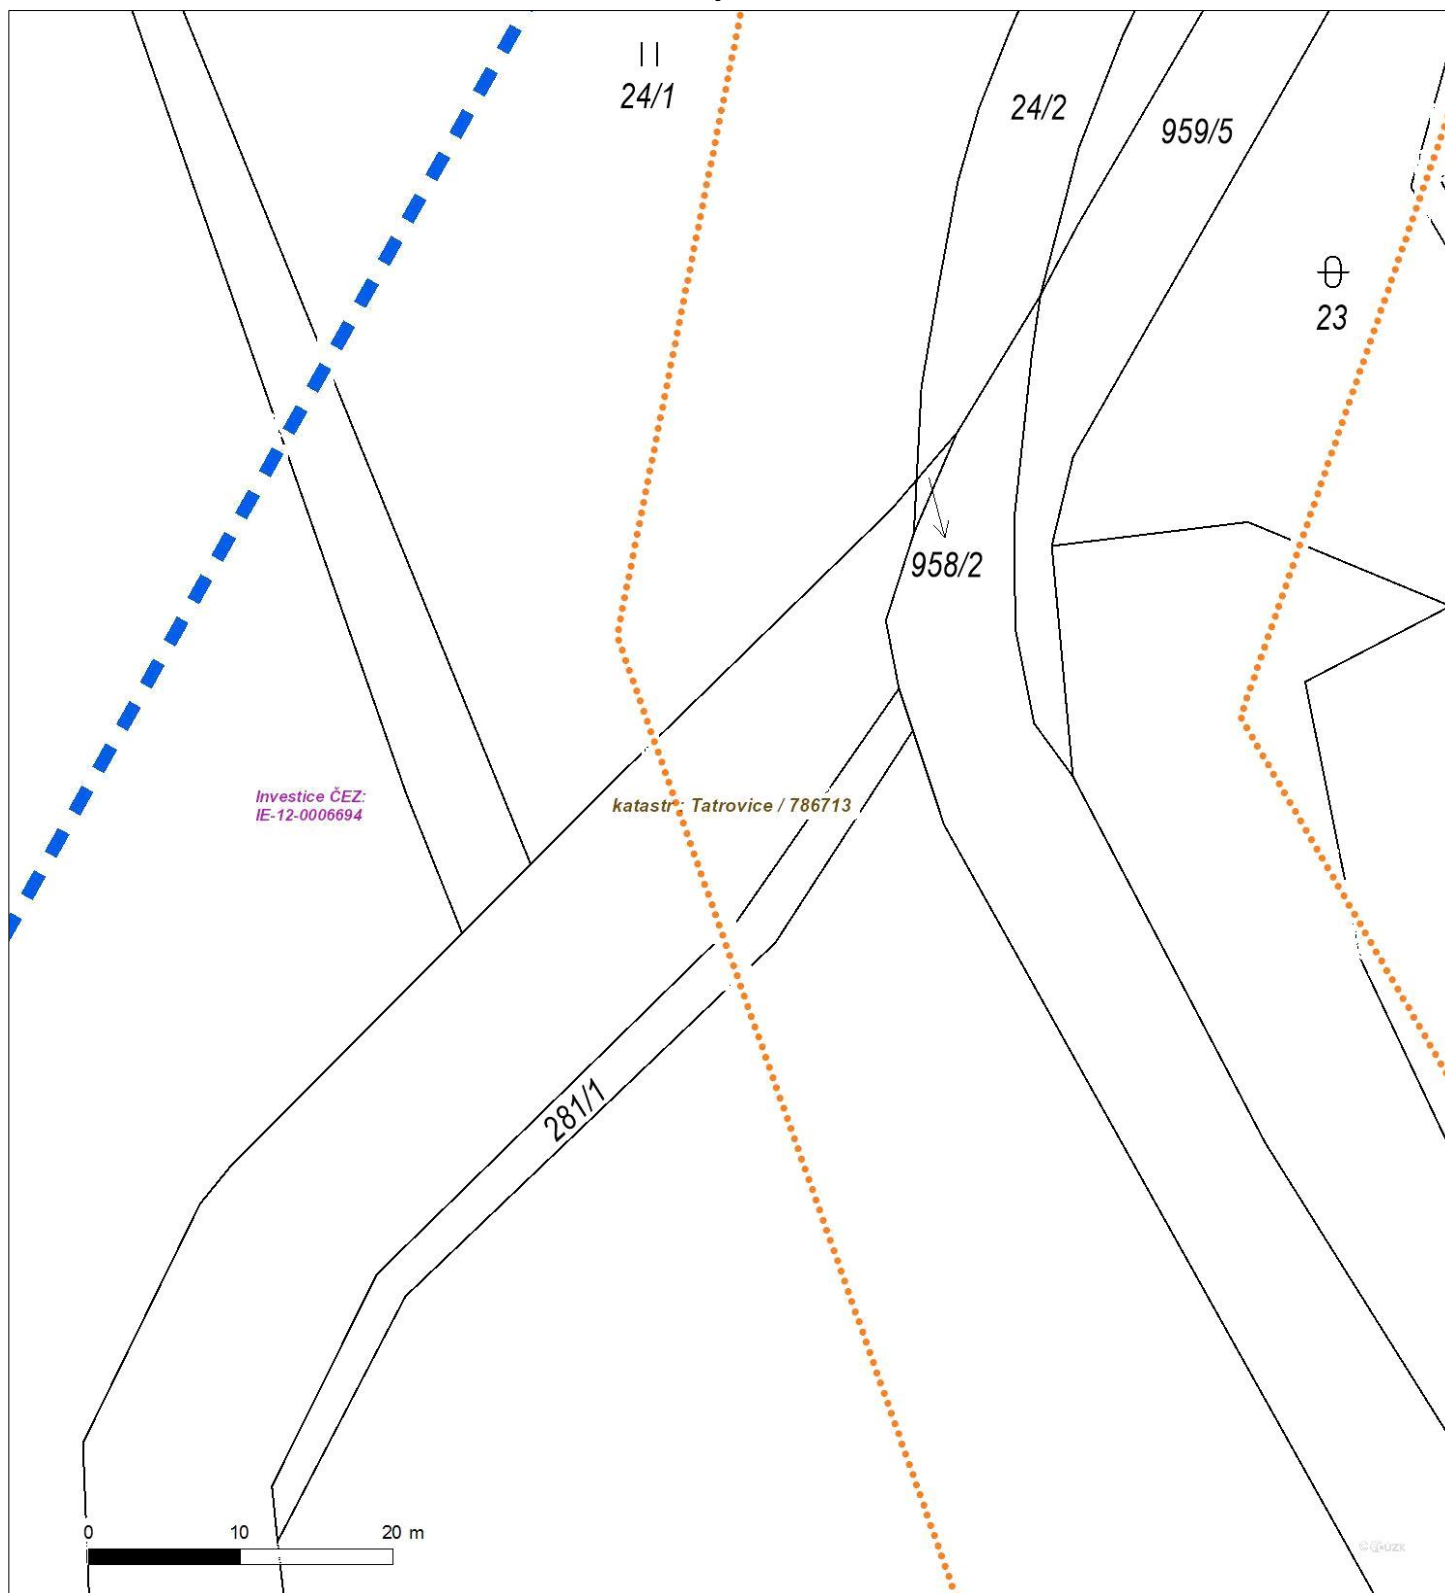 24/1
24/2
959/5
23
958/2
Investice ČEZ:
IE-12-0006694
katastr: Tatrovice / 786713
281/1
0 10 20 m